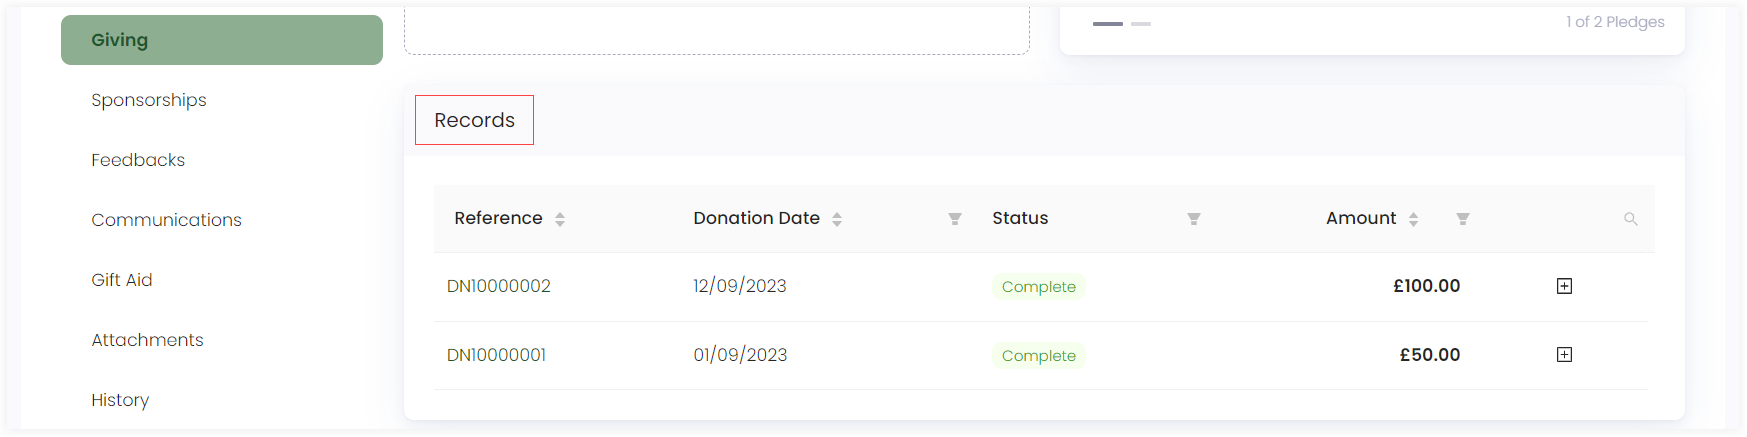 Giving
Sponsorships
Feedbacks
Communications
Gift Aid
Attachments
History
1 of 2 Pledges
Records
Reference Donation Date Status Amount
DN10000002 12/09/2023 Complete £100.00
DN10000001 01/09/2023 Complete £50.00